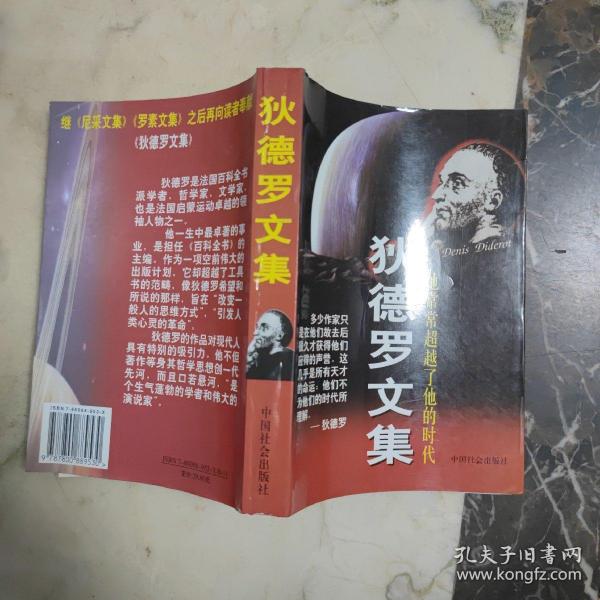 继《尼采文集》《罗素文集》之后再向读者奉献
《狄德罗文集》
狄德罗是法国百科全书
派学者，哲学家，文学家，
也是法国启蒙运动卓越的领
袖人物之一。
他一生中最卓著的事
业，是担任《百科全书》的
主编，作为一项空前伟大的
出版计划，它却超越了工具
书的范畴，像狄德罗希望和
所说的那样，旨在“改变一
般人的思维方式”，“引发人
类心灵的革命”。
狄德罗的作品对现代人
具有特别的吸引力，他不但
著作等身其哲学思想创一代
先河，而且口若悬河，“是
个生气蓬勃的学者和伟大的
演说家”。
9 787800 889530
狄德罗文集
中国社会出版社
Denis Diderot
狄德罗文集
他常常超越了他的时代
多少作家只
是在他们故去后
很久才获得他们
应得的声誉，这
几乎是所有天才
的命运；他们不
为他们的时代所
理解。
——狄德罗
中国社会出版社
孔夫子旧书网
www.kongfz.com